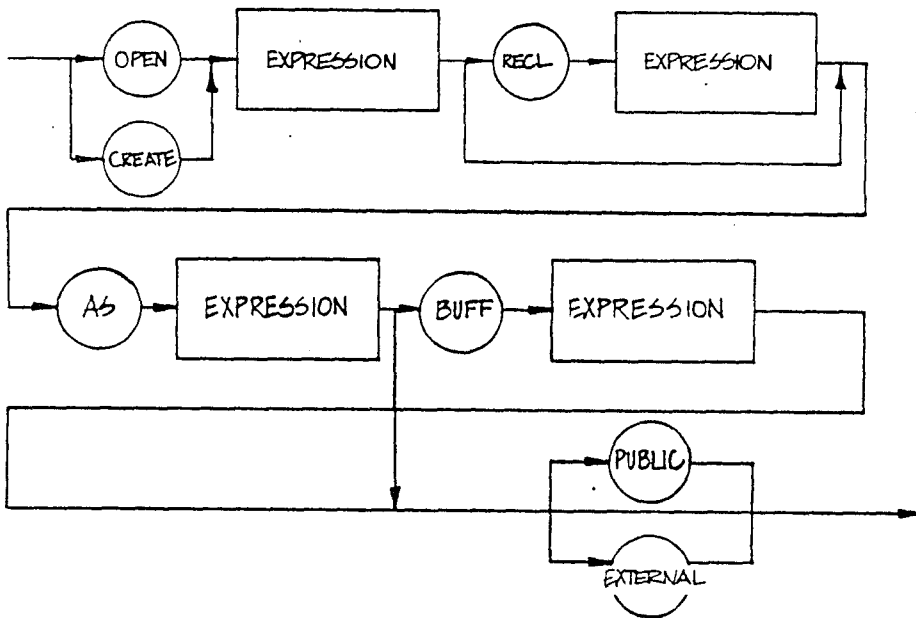 OPEN
EXPRESSION
RECL
EXPRESSION
CREATE
AS
EXPRESSION
BUFF
EXPRESSION
PUBLIC
EXTERNAL